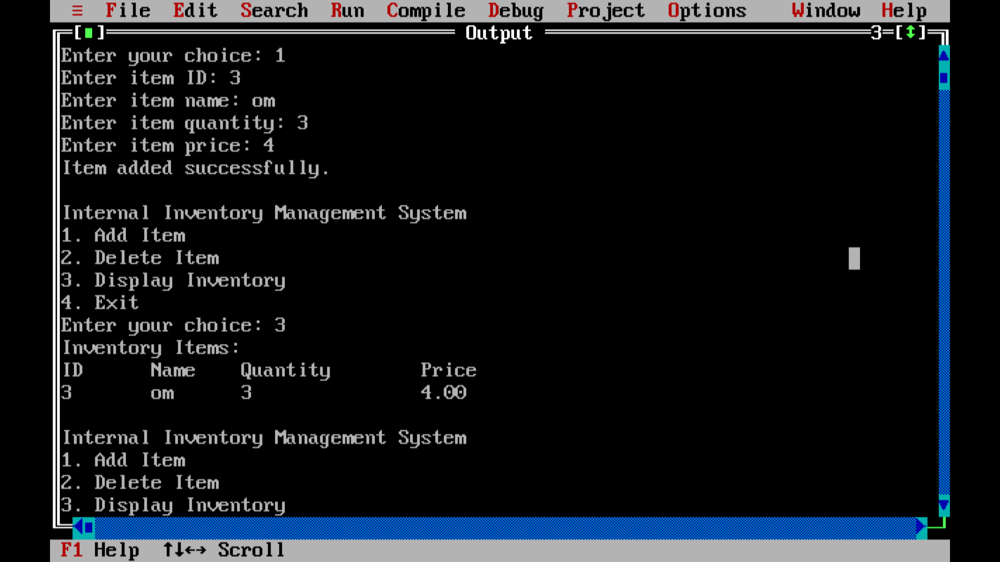 ≡ File Edit Search Run Compile Debug Project Options Window Help
[■] Output 3=[↕]
Enter your choice: 1
Enter item ID: 3
Enter item name: om
Enter item quantity: 3
Enter item price: 4
Item added successfully.
Internal Inventory Management System
1. Add Item
2. Delete Item
3. Display Inventory
4. Exit
Enter your choice: 3
Inventory Items:
ID Name Quantity Price
3 om 3 4.00
Internal Inventory Management System
1. Add Item
2. Delete Item
3. Display Inventory
F1 Help ↑↓←→ Scroll